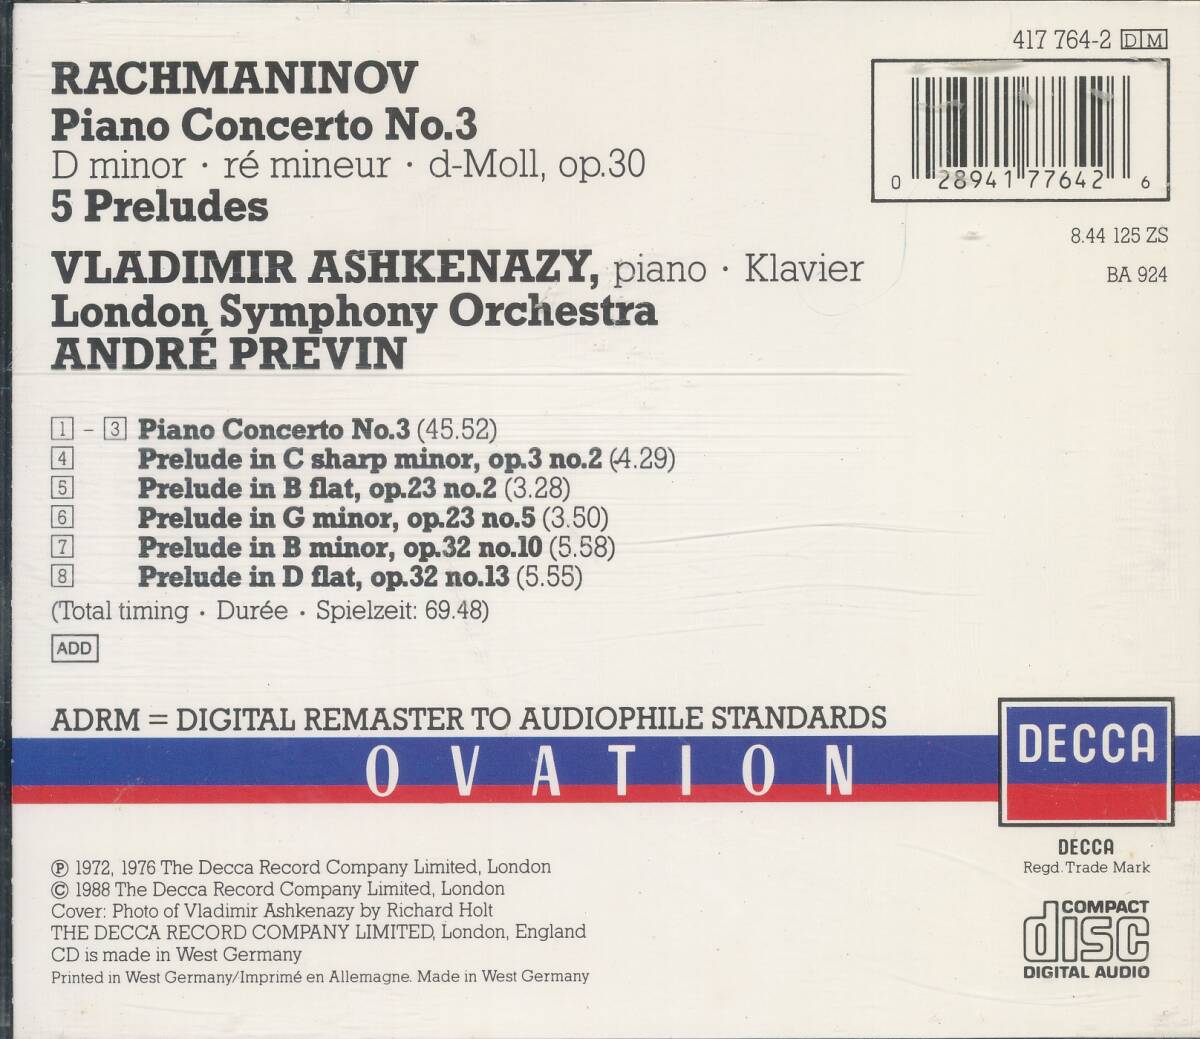 417 764-2 DM
RACHMANINOV
Piano Concerto No.3
D minor · ré mineur · d-Moll, op.30
5 Preludes
0 28941 77642 6
8.44 125 ZS
BA 924
VLADIMIR ASHKENAZY, piano · Klavier
London Symphony Orchestra
ANDRÉ PREVIN
1 – 3 Piano Concerto No.3 (45.52)
4 Prelude in C sharp minor, op.3 no.2 (4.29)
5 Prelude in B flat, op.23 no.2 (3.28)
6 Prelude in G minor, op.23 no.5 (3.50)
7 Prelude in B minor, op.32 no.10 (5.58)
8 Prelude in D flat, op.32 no.13 (5.55)
(Total timing · Durée · Spielzeit: 69.48)
ADD
ADRM = DIGITAL REMASTER TO AUDIOPHILE STANDARDS
OVATION
DECCA
DECCA
Regd. Trade Mark
℗ 1972, 1976 The Decca Record Company Limited, London
© 1988 The Decca Record Company Limited, London
Cover: Photo of Vladimir Ashkenazy by Richard Holt
THE DECCA RECORD COMPANY LIMITED, London, England
CD is made in West Germany
Printed in West Germany/Imprimé en Allemagne. Made in West Germany
COMPACT
disc
DIGITAL AUDIO